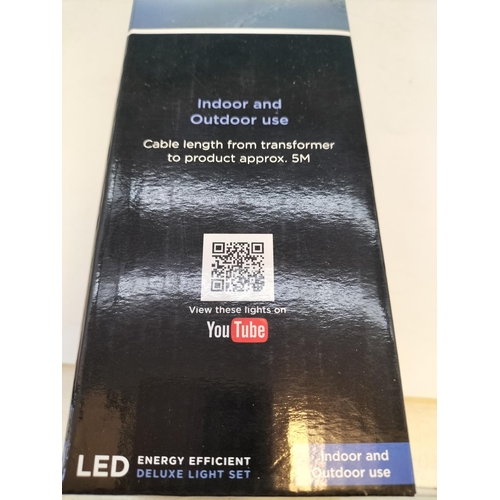 Indoor and
Outdoor use
Cable length from transformer
to product approx. 5M
View these lights on
YouTube
LED ENERGY EFFICIENT
DELUXE LIGHT SET
Indoor and
Outdoor use